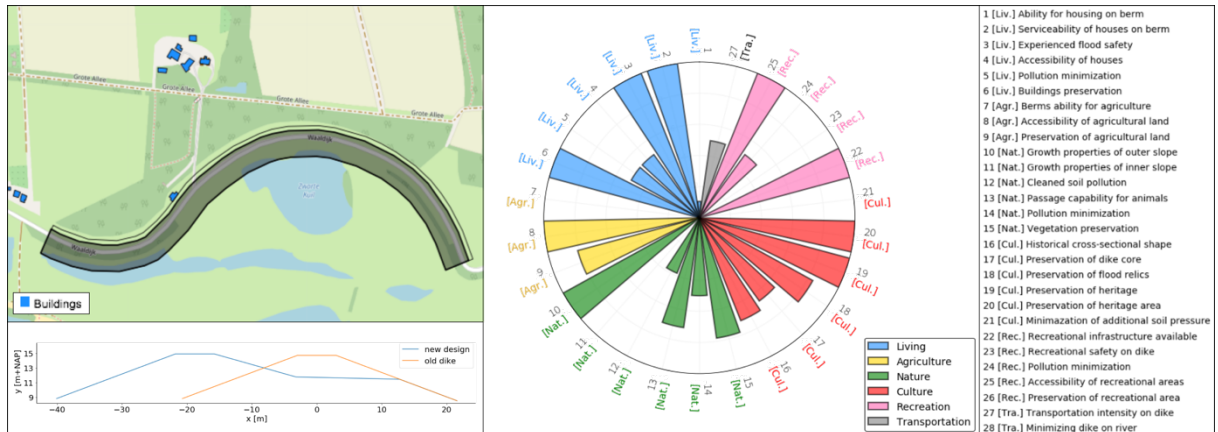 Grote Allee
Grote Allee
Grote Allee
Waaldijk
Waaldijk
Buildings
new design
old dike
y [m+NAP]
15
13
11
9
−40
−30
−20
−10
0
10
20
x [m]
1
[Liv.]
2
[Liv.]
3
[Liv.]
4
[Liv.]
5
[Liv.]
6
[Liv.]
7
[Agr.]
8
[Agr.]
9
[Agr.]
10
[Nat.]
11
[Nat.]
12
[Nat.]
13
[Nat.]
14
[Nat.]
15
[Nat.]
16
[Cul.]
17
[Cul.]
18
[Cul.]
19
[Cul.]
20
[Cul.]
21
[Cul.]
22
[Rec.]
23
[Rec.]
24
[Rec.]
25
[Rec.]
27
[Tra.]
Living
Agriculture
Nature
Culture
Recreation
Transportation
1 [Liv.] Ability for housing on berm
2 [Liv.] Serviceability of houses on berm
3 [Liv.] Experienced flood safety
4 [Liv.] Accessibility of houses
5 [Liv.] Pollution minimization
6 [Liv.] Buildings preservation
7 [Agr.] Berms ability for agriculture
8 [Agr.] Accessibility of agricultural land
9 [Agr.] Preservation of agricultural land
10 [Nat.] Growth properties of outer slope
11 [Nat.] Growth properties of inner slope
12 [Nat.] Cleaned soil pollution
13 [Nat.] Passage capability for animals
14 [Nat.] Pollution minimization
15 [Nat.] Vegetation preservation
16 [Cul.] Historical cross-sectional shape
17 [Cul.] Preservation of dike core
18 [Cul.] Preservation of flood relics
19 [Cul.] Preservation of heritage
20 [Cul.] Preservation of heritage area
21 [Cul.] Minimazation of additional soil pressure
22 [Rec.] Recreational infrastructure available
23 [Rec.] Recreational safety on dike
24 [Rec.] Pollution minimization
25 [Rec.] Accessibility of recreational areas
26 [Rec.] Preservation of recreational area
27 [Tra.] Transportation intensity on dike
28 [Tra.] Minimizing dike on river